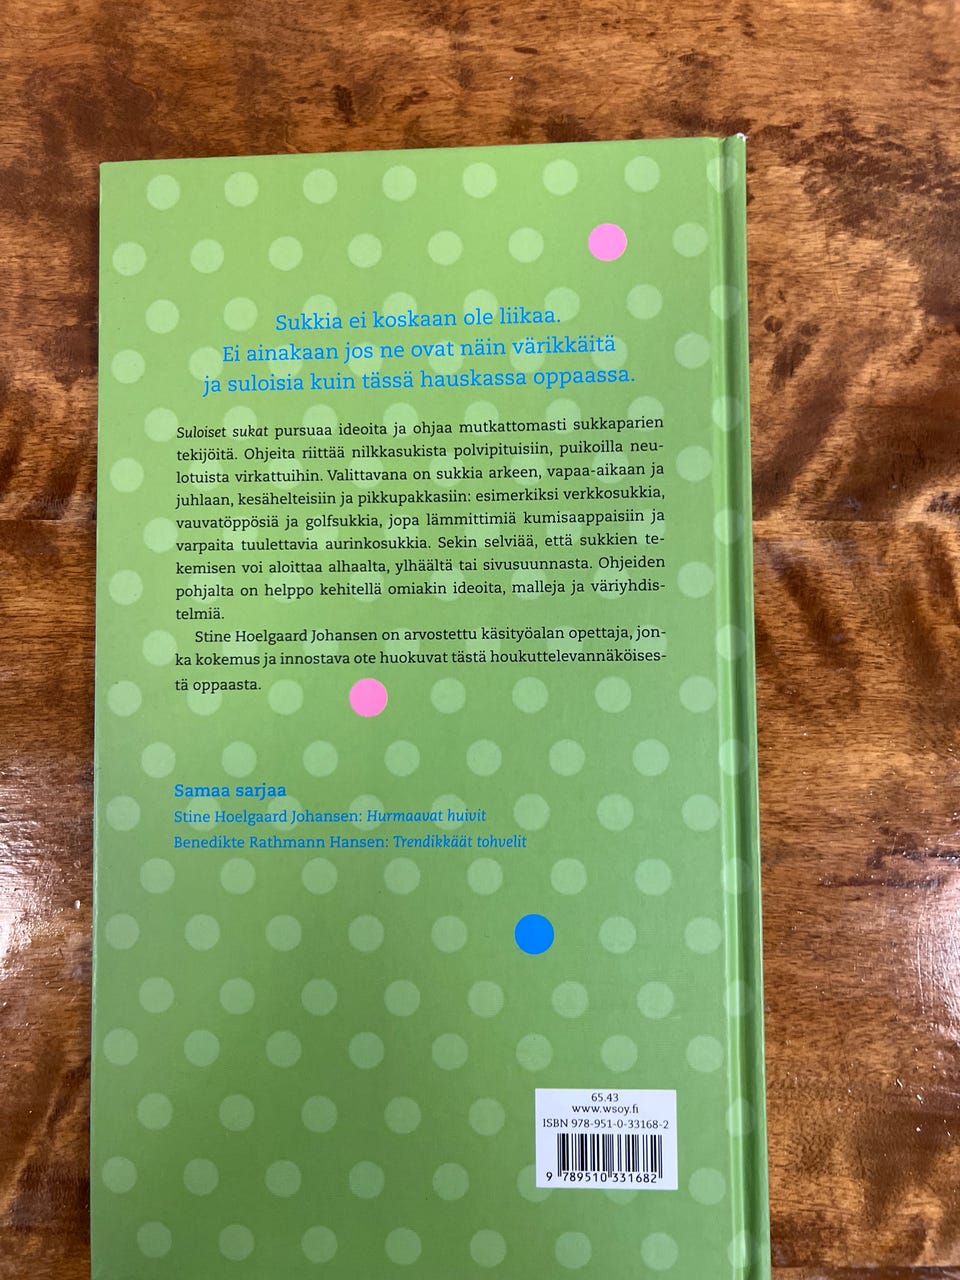 Sukkia ei koskaan ole liikaa.
Ei ainakaan jos ne ovat näin värikkäitä
ja suloisia kuin tässä hauskassa oppaassa.
Suloiset sukat pursuaa ideoita ja ohjaa mutkattomasti sukkaparien
tekijöitä. Ohjeita riittää nilkkasukista polvipituisiin, puikoilla neu-
lotuista virkattuihin. Valittavana on sukkia arkeen, vapaa-aikaan ja
juhlaan, kesähelteisiin ja pikkupakkasiin: esimerkiksi verkkosukkia,
vauvatöppösiä ja golfsukkia, jopa lämmittimiä kumisaappaisiin ja
varpaita tuulettavia aurinkosukkia. Sekin selviää, että sukkien te-
kemisen voi aloittaa alhaalta, ylhäältä tai sivusuunnasta. Ohjeiden
pohjalta on helppo kehitellä omiakin ideoita, malleja ja väriyhdis-
telmiä.
Stine Hoelgaard Johansen on arvostettu käsityöalan opettaja, jon-
ka kokemus ja innostava ote huokuvat tästä houkuttelevannäköises-
tä oppaasta.
Samaa sarjaa
Stine Hoelgaard Johansen: Hurmaavat huivit
Benedikte Rathmann Hansen: Trendikkäät tohvelit
65.43
www.wsoy.fi
ISBN 978-951-0-33168-2
9 789510 331682